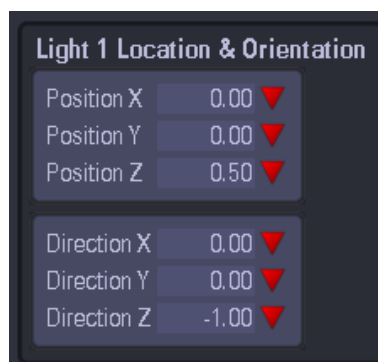 Light 1 Location & Orientation
Position X 0.00
Position Y 0.00
Position Z 0.50
Direction X 0.00
Direction Y 0.00
Direction Z -1.00